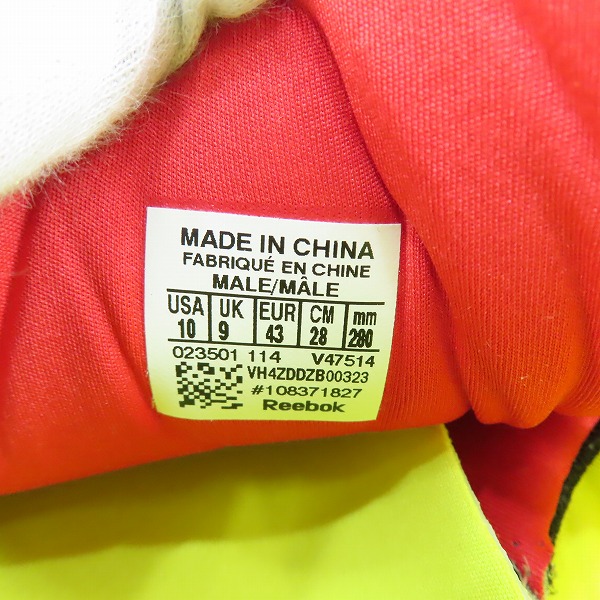 MADE IN CHINA
FABRIQUÉ EN CHINE
MALE/MÂLE
USA UK EUR CM mm
10 9 43 28 280
023501 114 V47514
VH4ZDDZB00323
#108371827
Reebok